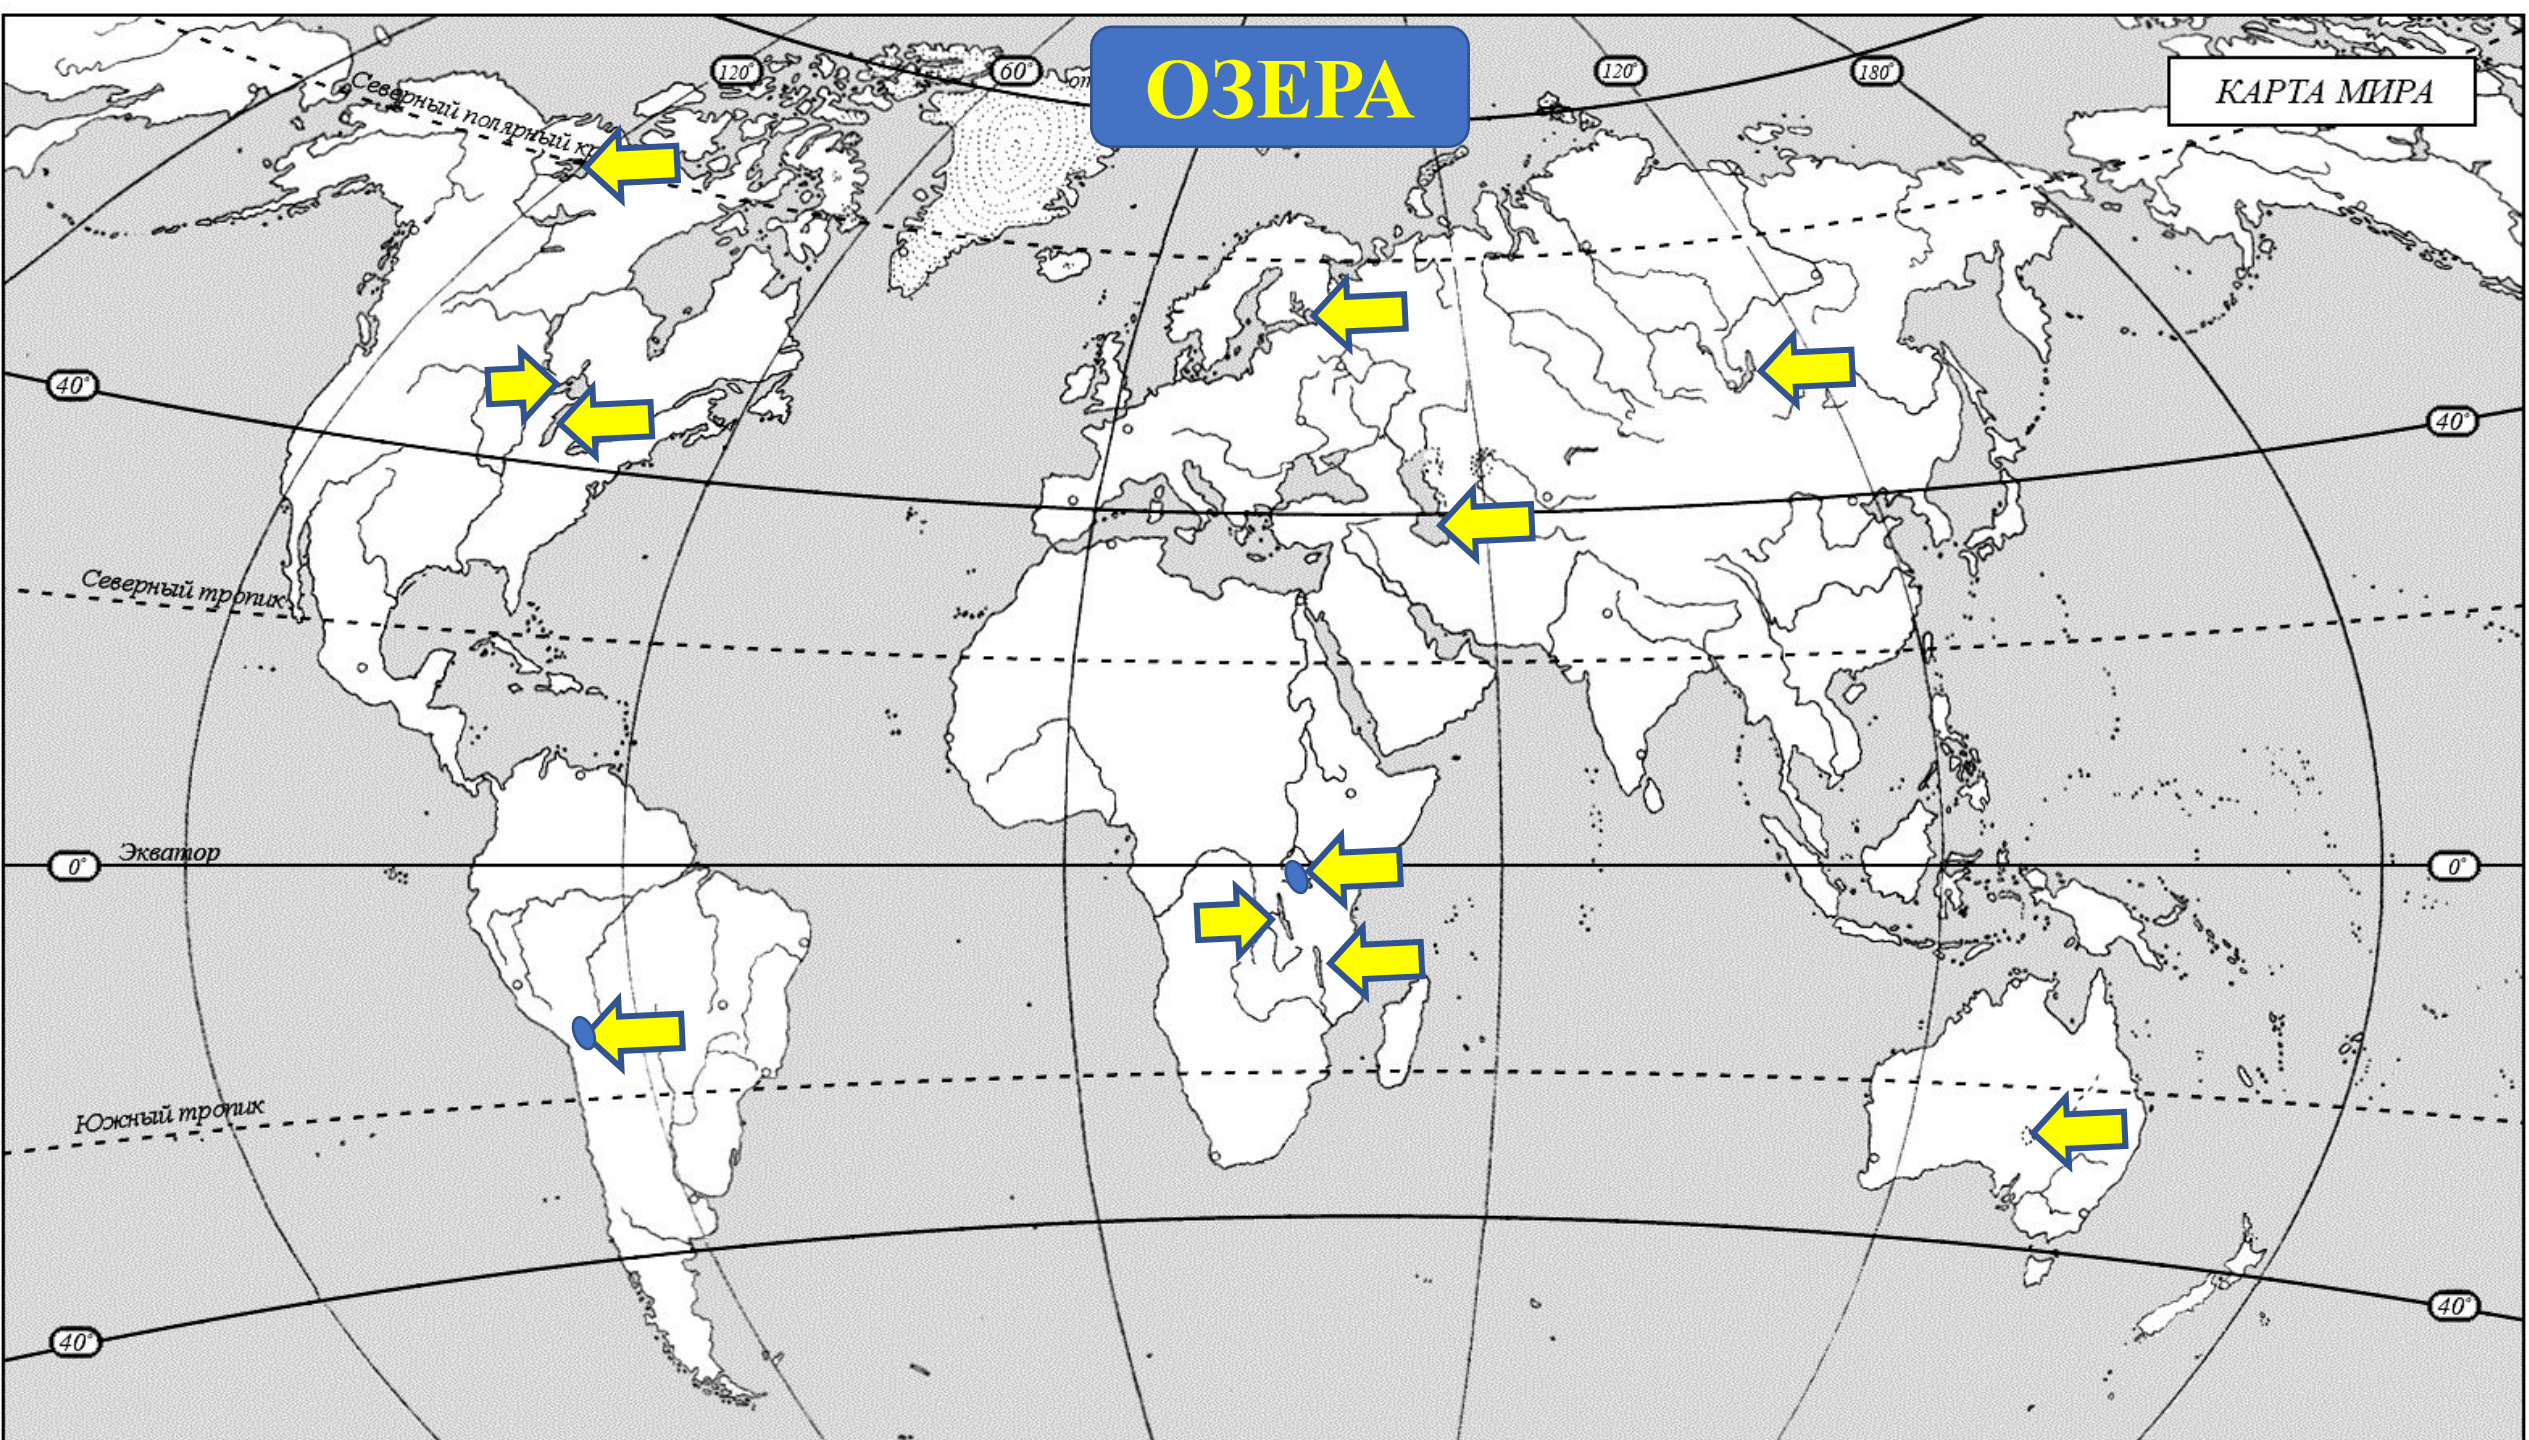 120°
60°
от
ОЗЕРА
120°
180°
КАРТА МИРА
Северный полярный кр
40°
40°
Северный тропик
0°
Экватор
0°
Южный тропик
40°
40°